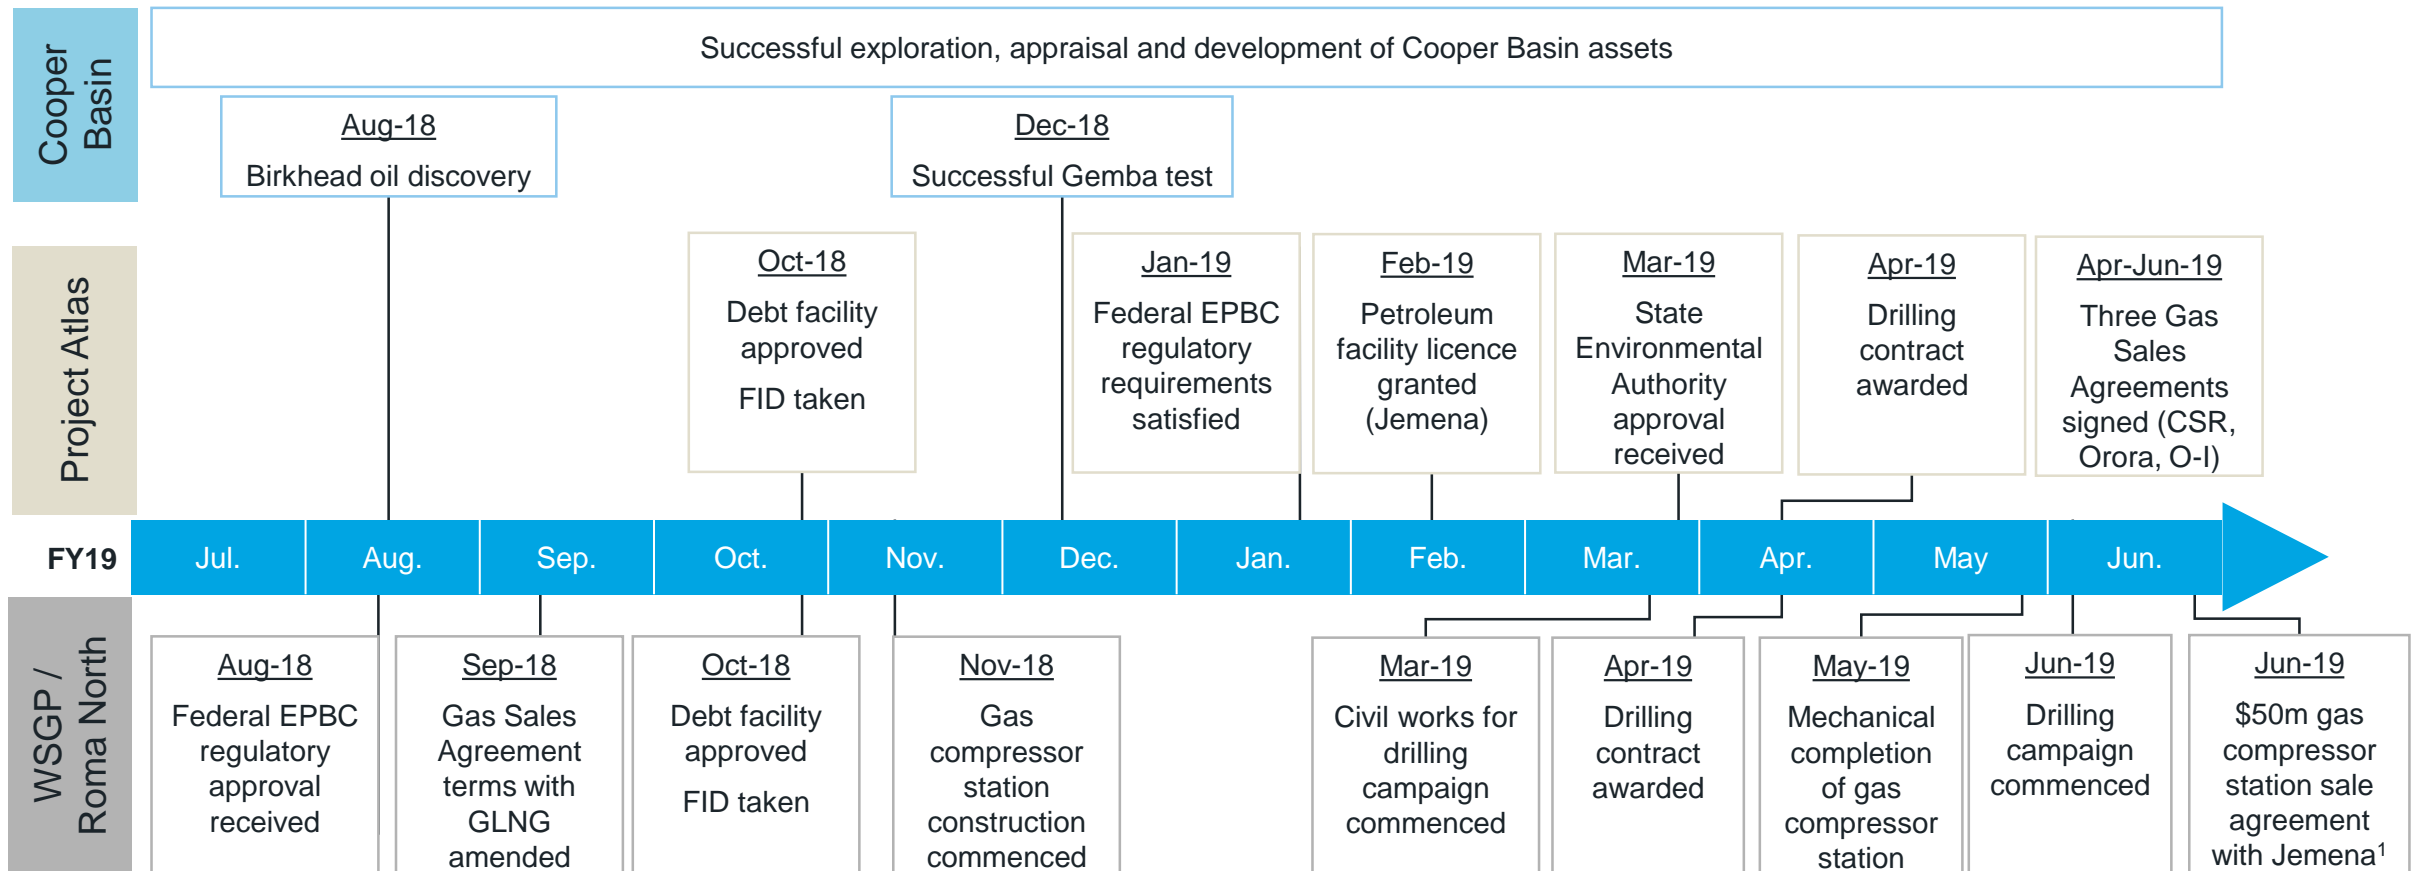 Cooper
Basin
Successful exploration, appraisal and development of Cooper Basin assets
Aug-18
Birkhead oil discovery
Dec-18
Successful Gemba test
Project Atlas
Oct-18
Debt facility
approved
FID taken
Jan-19
Federal EPBC
regulatory
requirements
satisfied
Feb-19
Petroleum
facility licence
granted
(Jemena)
Mar-19
State
Environmental
Authority
approval
received
Apr-19
Drilling
contract
awarded
Apr-Jun-19
Three Gas
Sales
Agreements
signed (CSR,
Orora, O-I)
FY19
Jul.
Aug.
Sep.
Oct.
Nov.
Dec.
Jan.
Feb.
Mar.
Apr.
May
Jun.
WSGP /
Roma North
Aug-18
Federal EPBC
regulatory
approval
received
Sep-18
Gas Sales
Agreement
terms with
GLNG
amended
Oct-18
Debt facility
approved
FID taken
Nov-18
Gas
compressor
station
construction
commenced
Mar-19
Civil works for
drilling
campaign
commenced
Apr-19
Drilling
contract
awarded
May-19
Mechanical
completion
of gas
compressor
station
Jun-19
Drilling
campaign
commenced
Jun-19
$50m gas
compressor
station sale
agreement
with Jemena¹